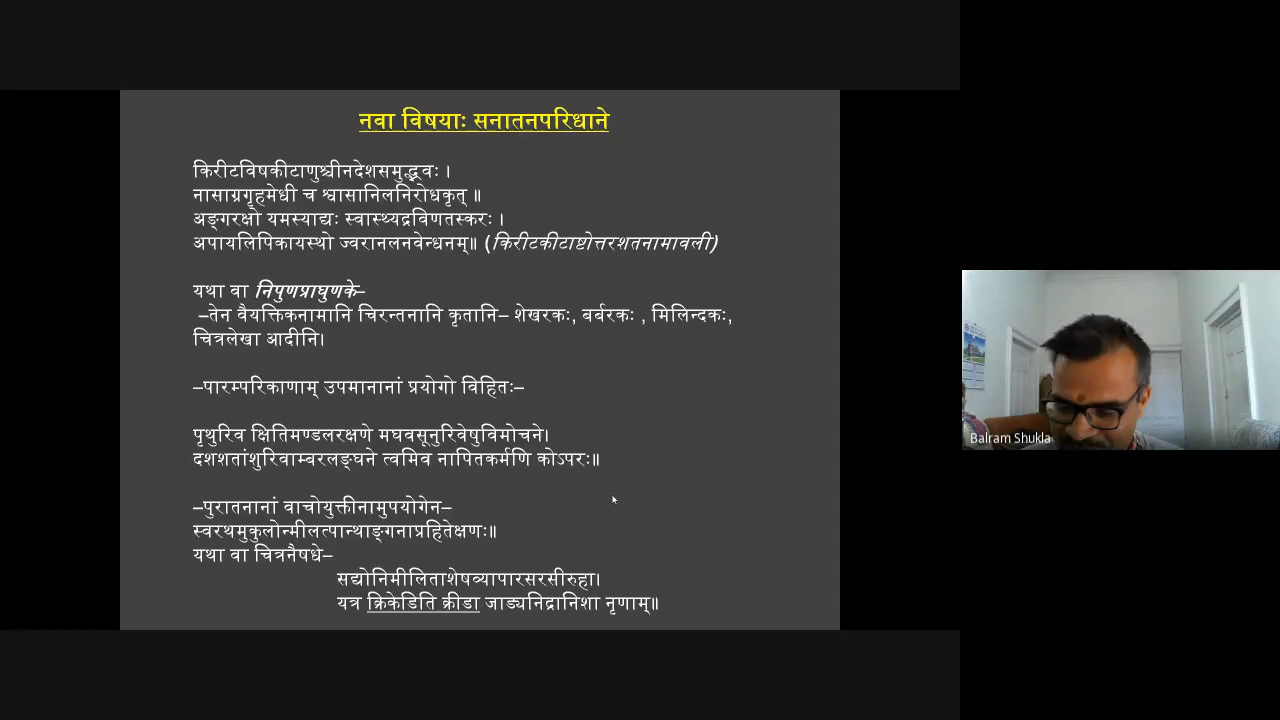 नवा विषयाः सनातनपरिधाने
किरीटविषकीटाणुश्चीनदेशसमुद्भवः ।
नासाग्रगृहमेधी च श्वासानिलनिरोधकृत् ॥
अङ्गरक्षो यमस्याद्यः स्वास्थ्यद्रविणतस्करः ।
अपायलिपिकायस्थो ज्वरानलनवेन्धनम्॥ (किरीटकीटाष्टोत्तरशतनामावली)
यथा वा निपुणप्राघुणके–
–तेन वैयक्तिकनामानि चिरन्तनानि कृतानि– शेखरकः, बर्बरकः , मिलिन्दकः,
चित्रलेखा आदीनि।
–पारम्परिकाणाम् उपमानानां प्रयोगो विहितः–
पृथुरिव क्षितिमण्डलरक्षणे मघवसूनुरिवेषुविमोचने।
दशशतांशुरिवाम्बरलङ्घने त्वमिव नापितकर्मणि कोऽपरः॥
–पुरातनानां वाचोयुक्तीनामुपयोगेन–
स्वरथमुकुलोन्मीलत्पान्थाङ्गनाप्रहितेक्षणः॥
यथा वा चित्रनैषधे–
सद्योनिमीलिताशेषव्यापारसरसीरुहा।
यत्र क्रिकेडिति क्रीडा जाड्यनिद्रानिशा नृणाम्॥
Balram Shukla